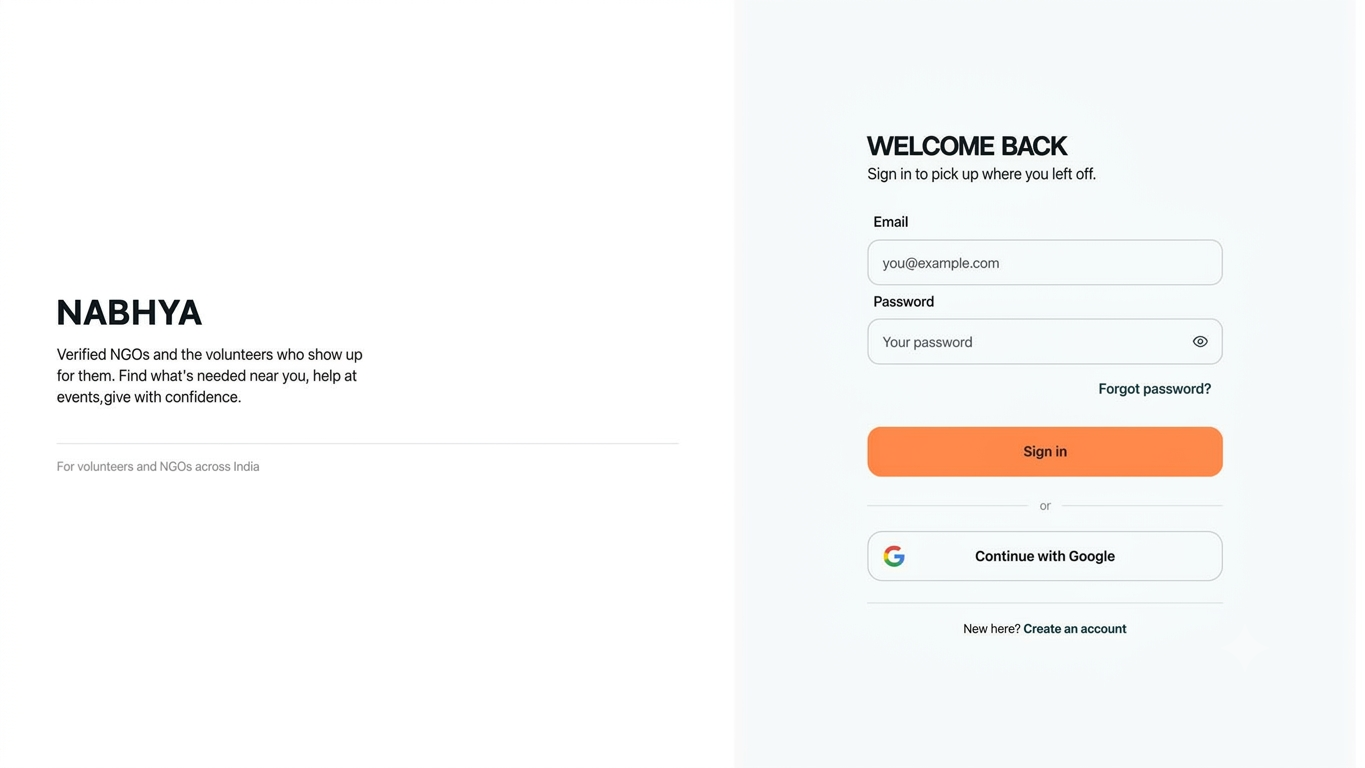 NABHYA
Verified NGOs and the volunteers who show up
for them. Find what's needed near you, help at
events,give with confidence.
For volunteers and NGOs across India
WELCOME BACK
Sign in to pick up where you left off.
Email
you@example.com
Password
Your password
Forgot password?
Sign in
or
Continue with Google
New here? Create an account